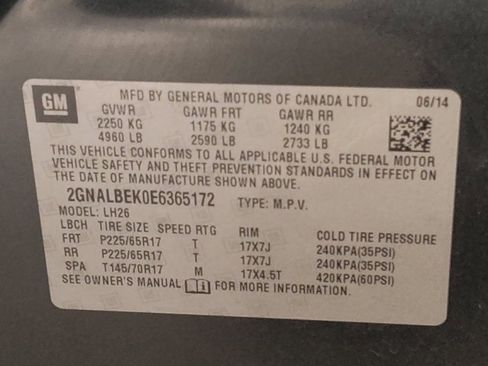 GM
MFD BY GENERAL MOTORS OF CANADA LTD. 06/14
GVWR GAWR FRT GAWR RR
2250 KG 1175 KG 1240 KG
4960 LB 2590 LB 2733 LB
THIS VEHICLE CONFORMS TO ALL APPLICABLE U.S. FEDERAL MOTOR
VEHICLE SAFETY AND THEFT PREVENTION STANDARDS IN EFFECT ON
THE DATE OF MANUFACTURE SHOWN ABOVE.
2GNALBEK0E6365172 TYPE: M.P.V.
MODEL: LH26
LBCH TIRE SIZE SPEED RTG RIM COLD TIRE PRESSURE
FRT P225/65R17 T 17X7J 240KPA(35PSI)
RR P225/65R17 T 17X7J 240KPA(35PSI)
SPA T145/70R17 M 17X4.5T 420KPA(60PSI)
SEE OWNER'S MANUAL FOR MORE INFORMATION